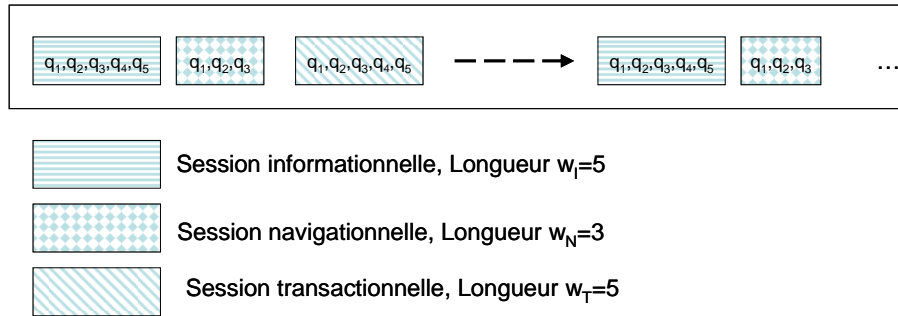 q1,q2,q3,q4,q5 q1,q2,q3 q1,q2,q3,q4,q5 q1,q2,q3,q4,q5 q1,q2,q3 ...
Session informationnelle, Longueur wI=5
Session navigationnelle, Longueur wN=3
Session transactionnelle, Longueur wT=5